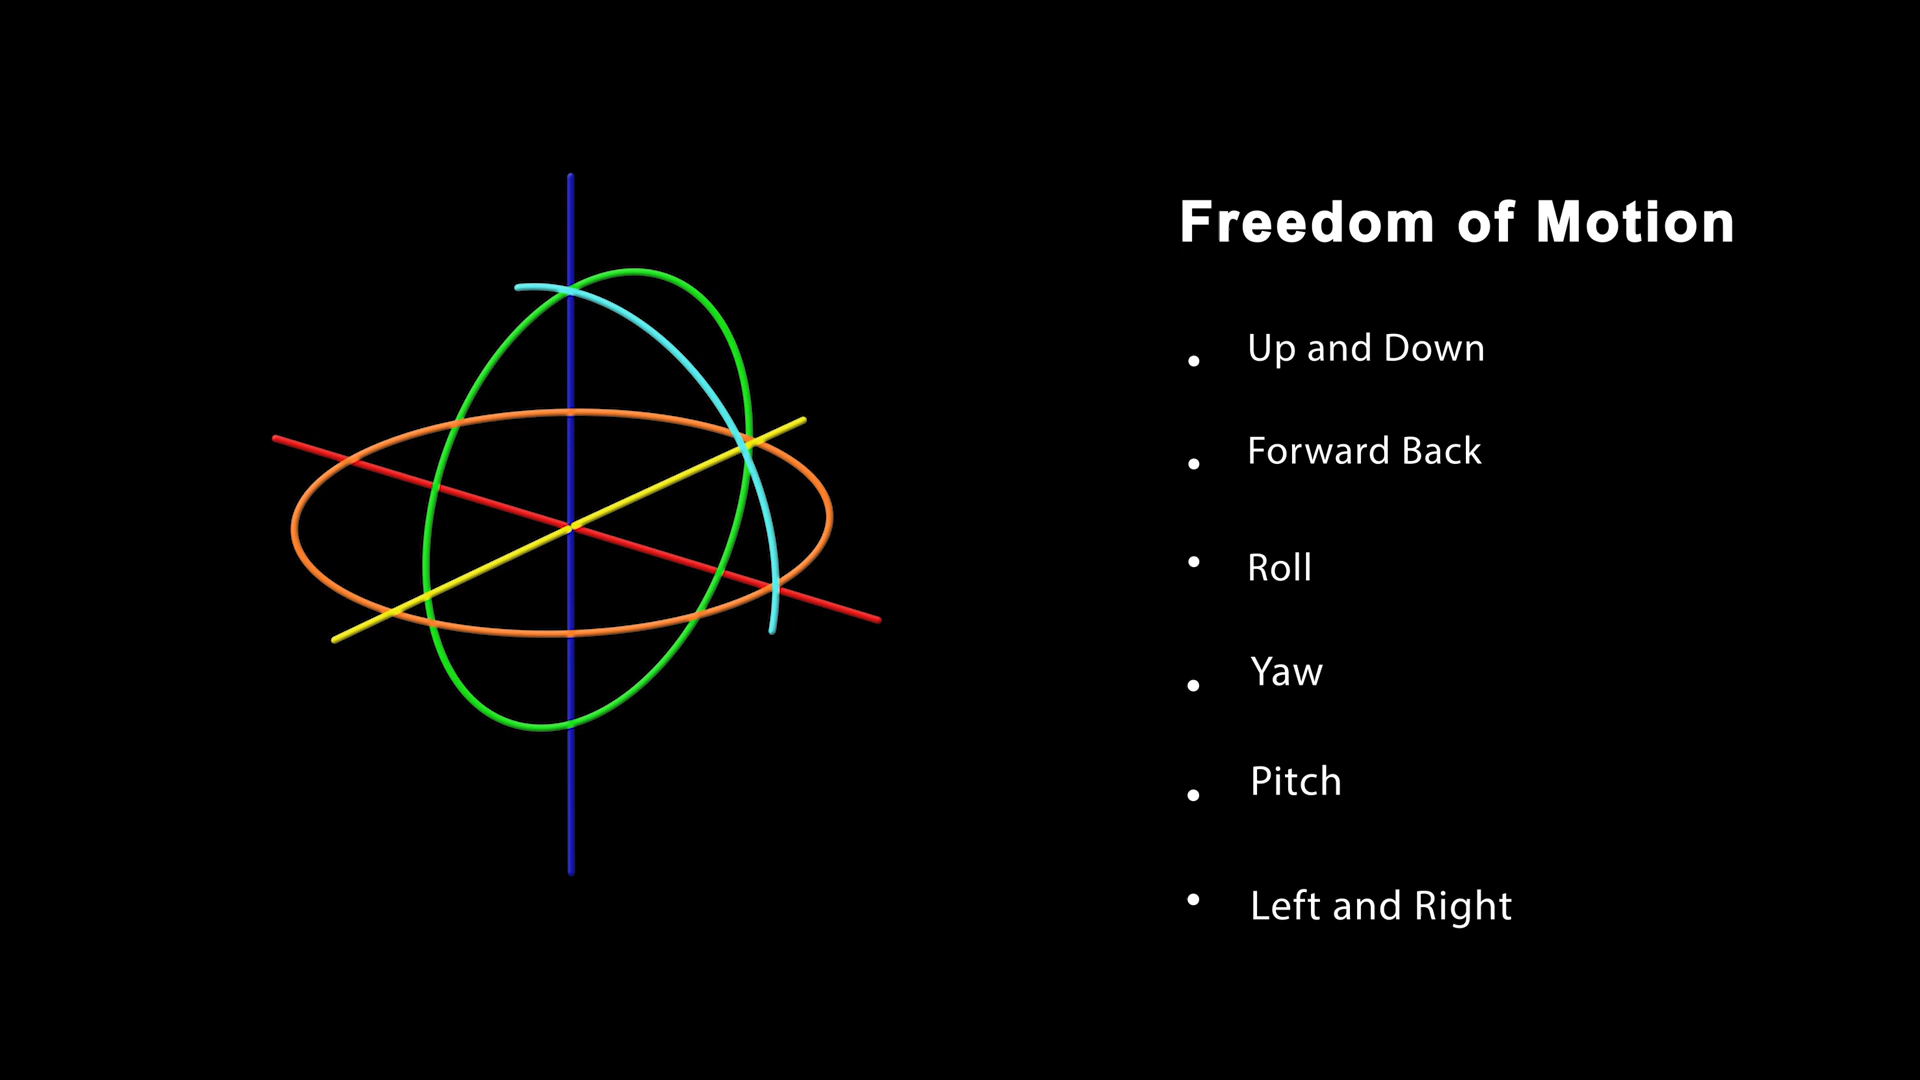 Freedom of Motion
• Up and Down
• Forward Back
• Roll
• Yaw
• Pitch
• Left and Right